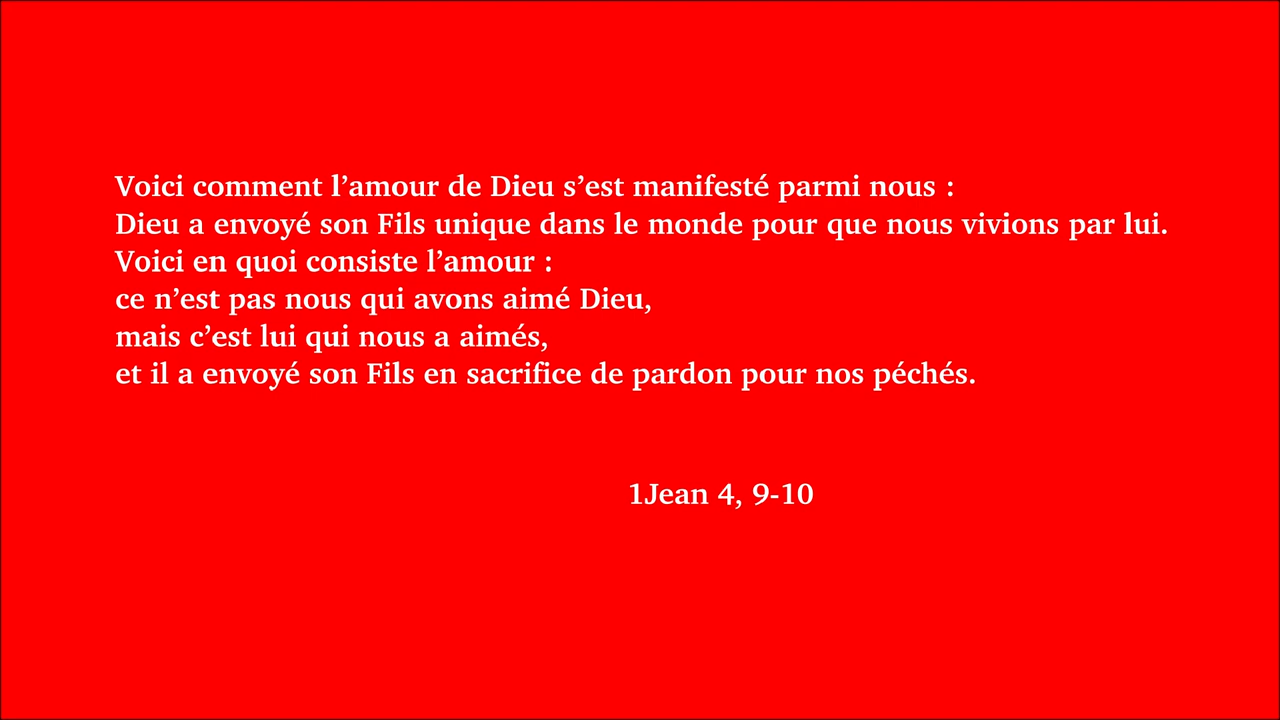 Voici comment l’amour de Dieu s’est manifesté parmi nous :
Dieu a envoyé son Fils unique dans le monde pour que nous vivions par lui.
Voici en quoi consiste l’amour :
ce n’est pas nous qui avons aimé Dieu,
mais c’est lui qui nous a aimés,
et il a envoyé son Fils en sacrifice de pardon pour nos péchés.
1Jean 4, 9-10